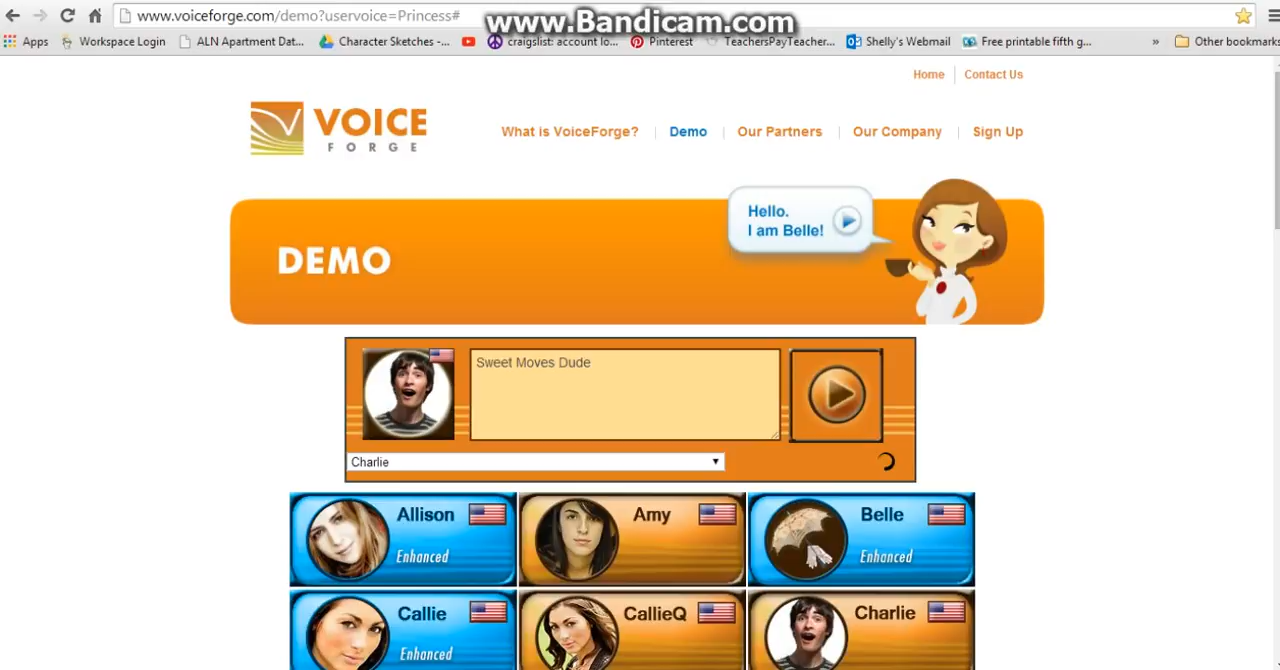 www.voiceforge.com/demo?uservoice=Princess#
www.Bandicam.com
Apps
Workspace Login
ALN Apartment Dat...
Character Sketches -...
craigslist: account lo...
Pinterest
TeachersPayTeacher...
Shelly's Webmail
Free printable fifth g...
»
Other bookmarks
Home
Contact Us
VOICE
FORGE
What is VoiceForge?
Demo
Our Partners
Our Company
Sign Up
Hello.
I am Belle!
DEMO
Sweet Moves Dude
Charlie
Allison
Enhanced
Amy
Belle
Enhanced
Callie
Enhanced
CallieQ
Charlie